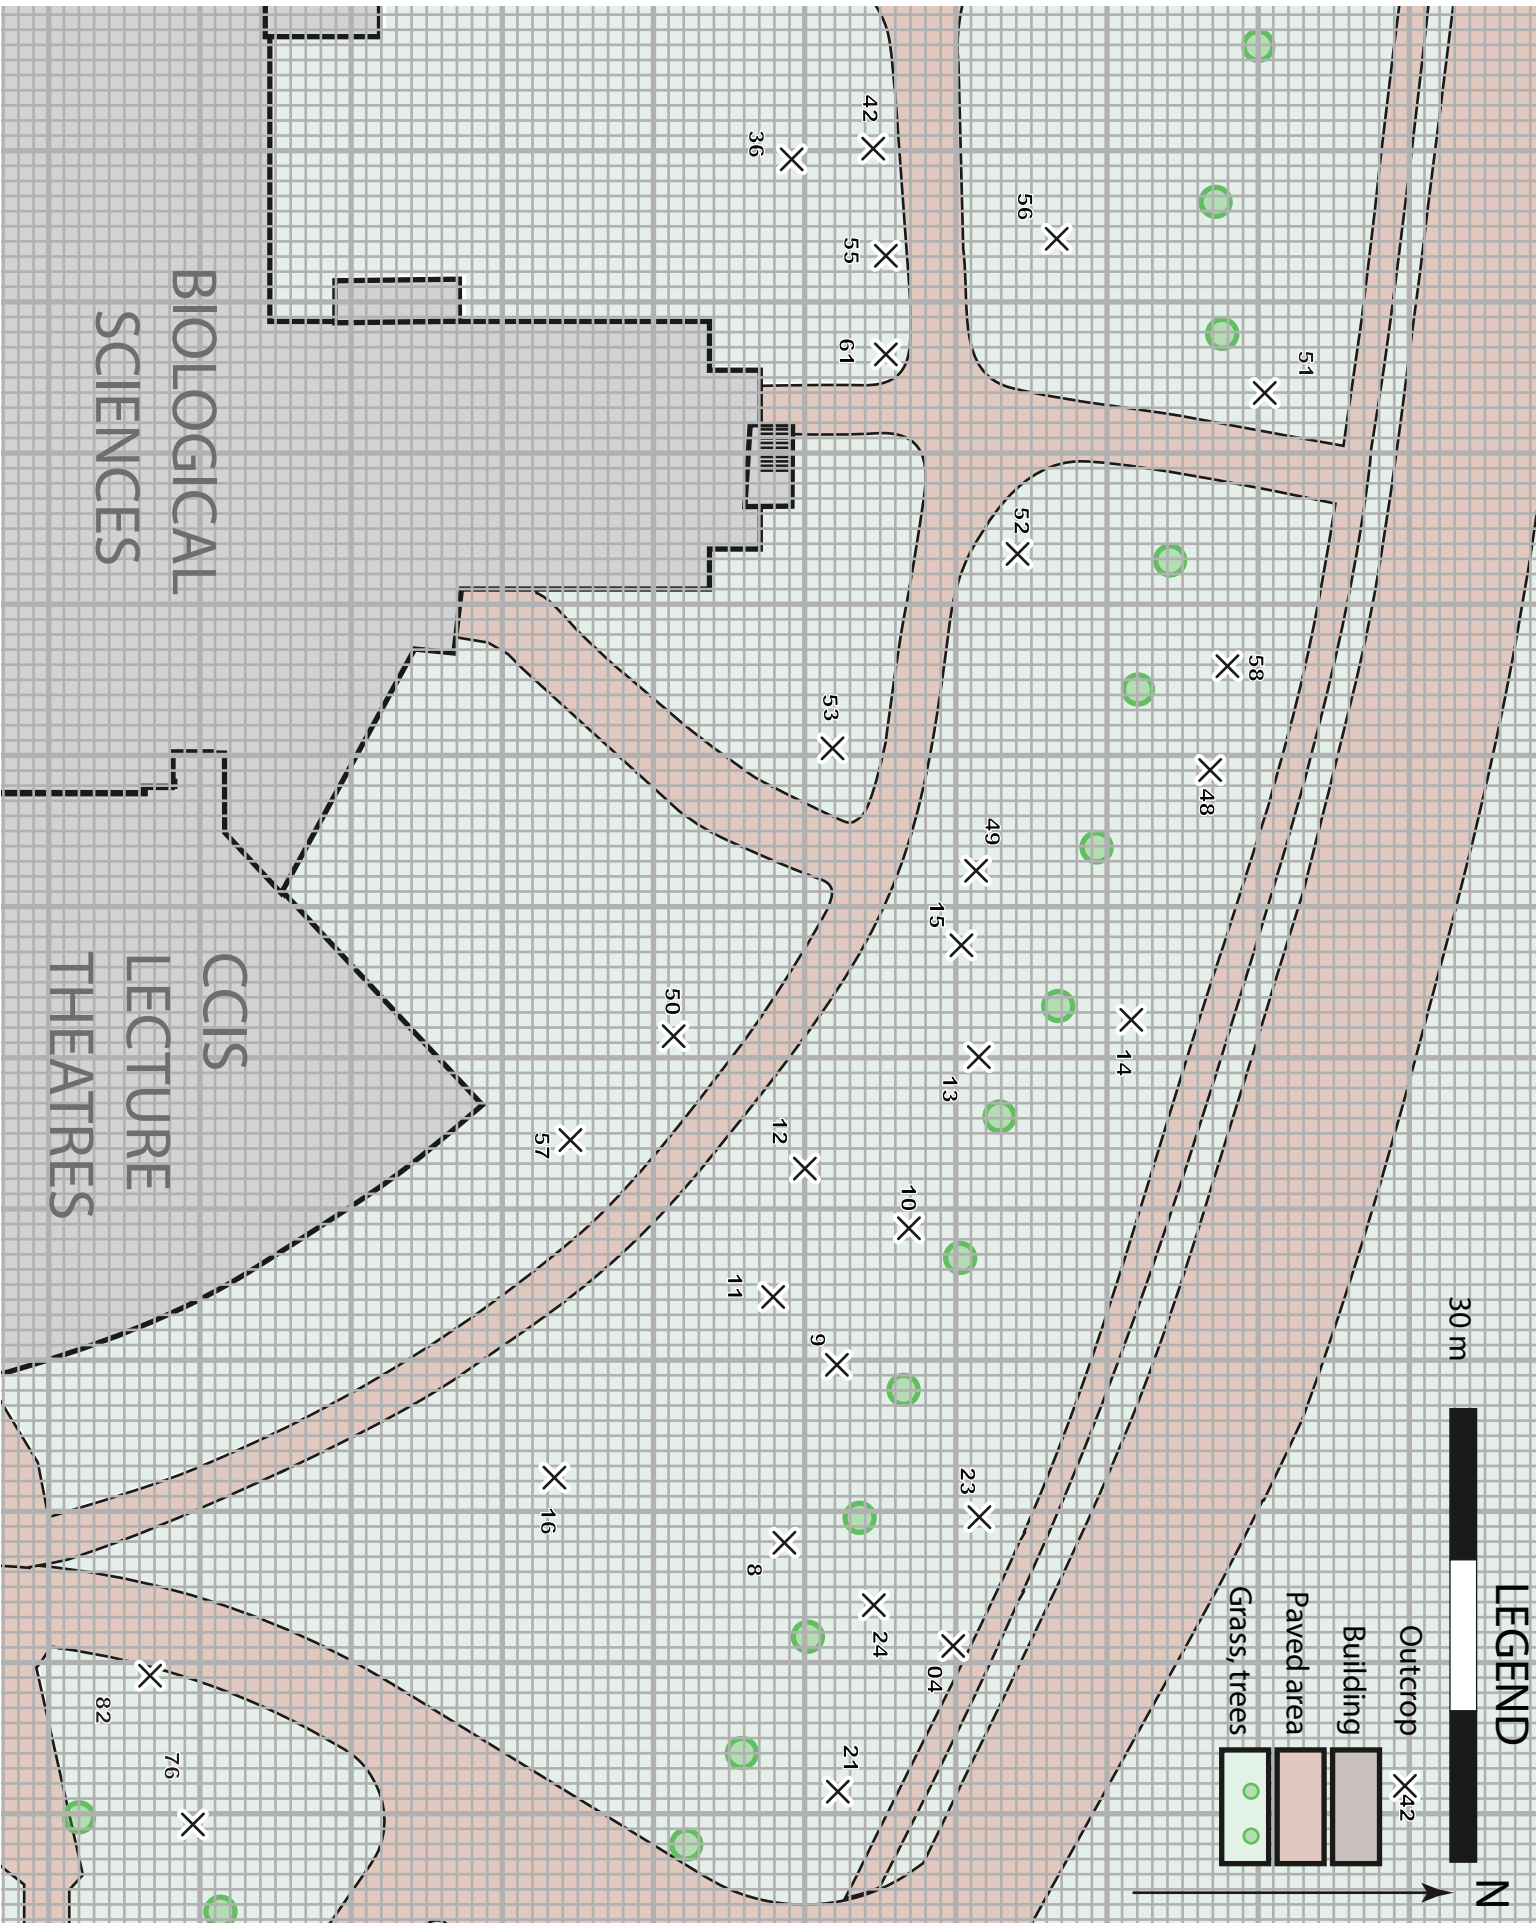 LEGEND
N
30 m
Outcrop
42
Building
Paved area
Grass, trees
51
58
48
14
56
52
49
23
13
15
04
10
24
42
55
21
61
53
9
12
36
8
11
50
16
57
BIOLOGICAL
SCIENCES
CCIS
LECTURE
THEATRES
76
82